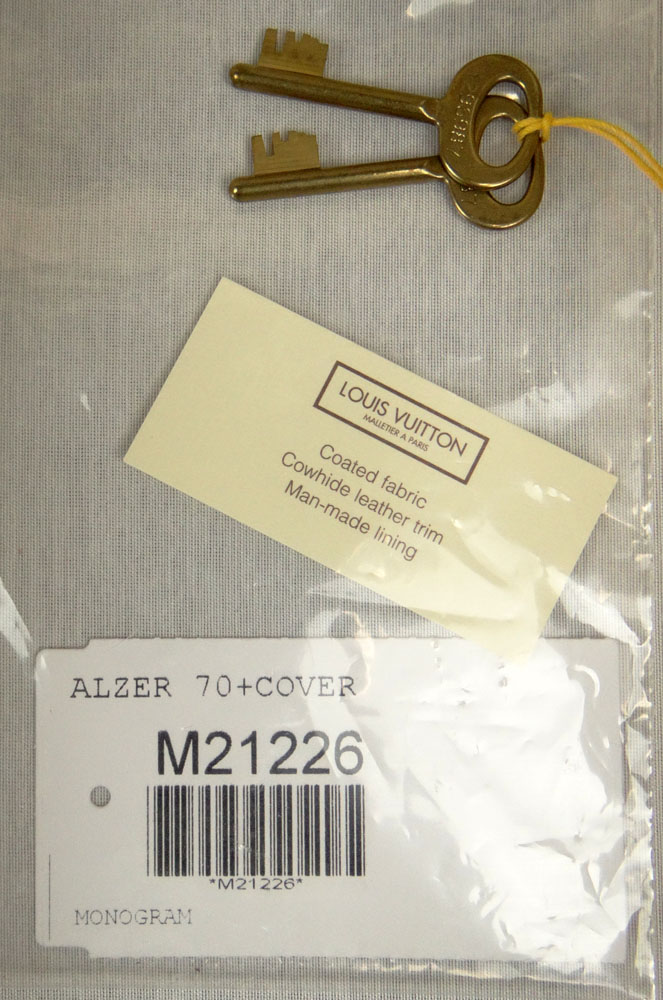 LOUIS VUITTON
MALLETIER A PARIS
Coated fabric
Cowhide leather trim
Man-made lining
ALZER 70+COVER
M21226
*M21226*
MONOGRAM